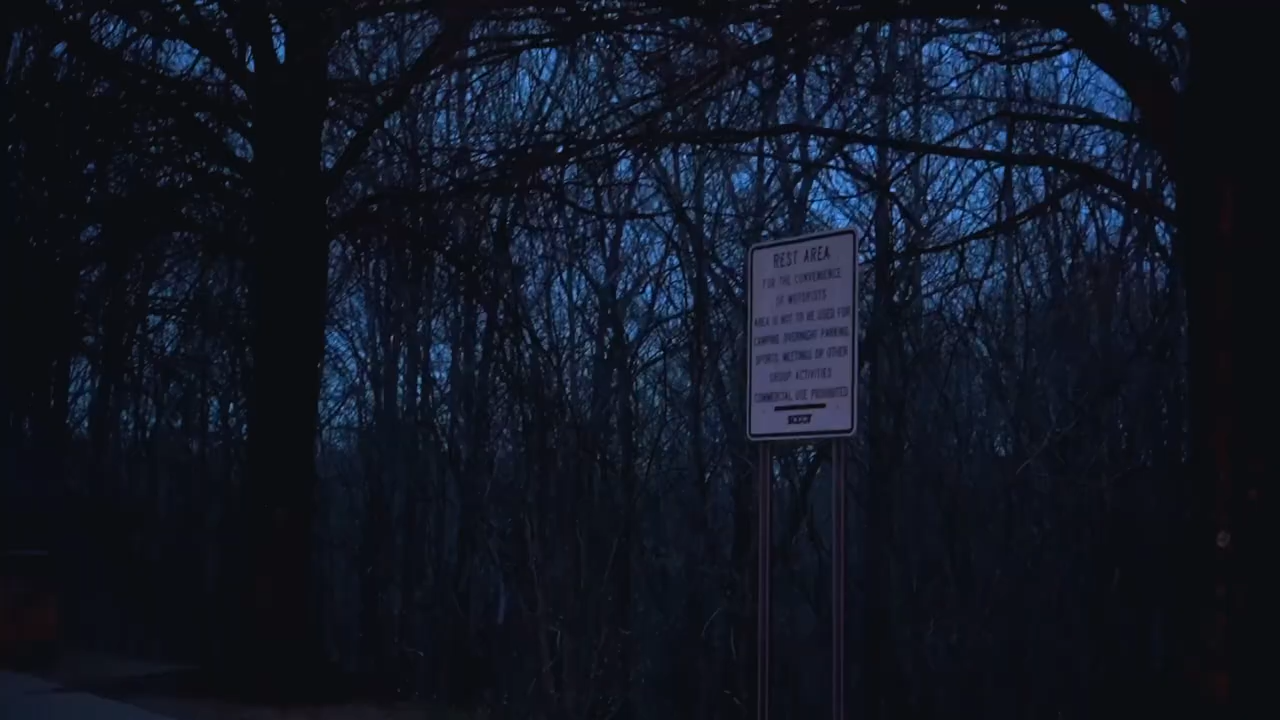 REST AREA
FOR THE CONVENIENCE
OF MOTORISTS
AREA IS NOT TO BE USED FOR
CAMPING OVERNIGHT PARKING
SPORTS MEETINGS OR OTHER
GROUP ACTIVITIES
COMMERCIAL USE PROHIBITED